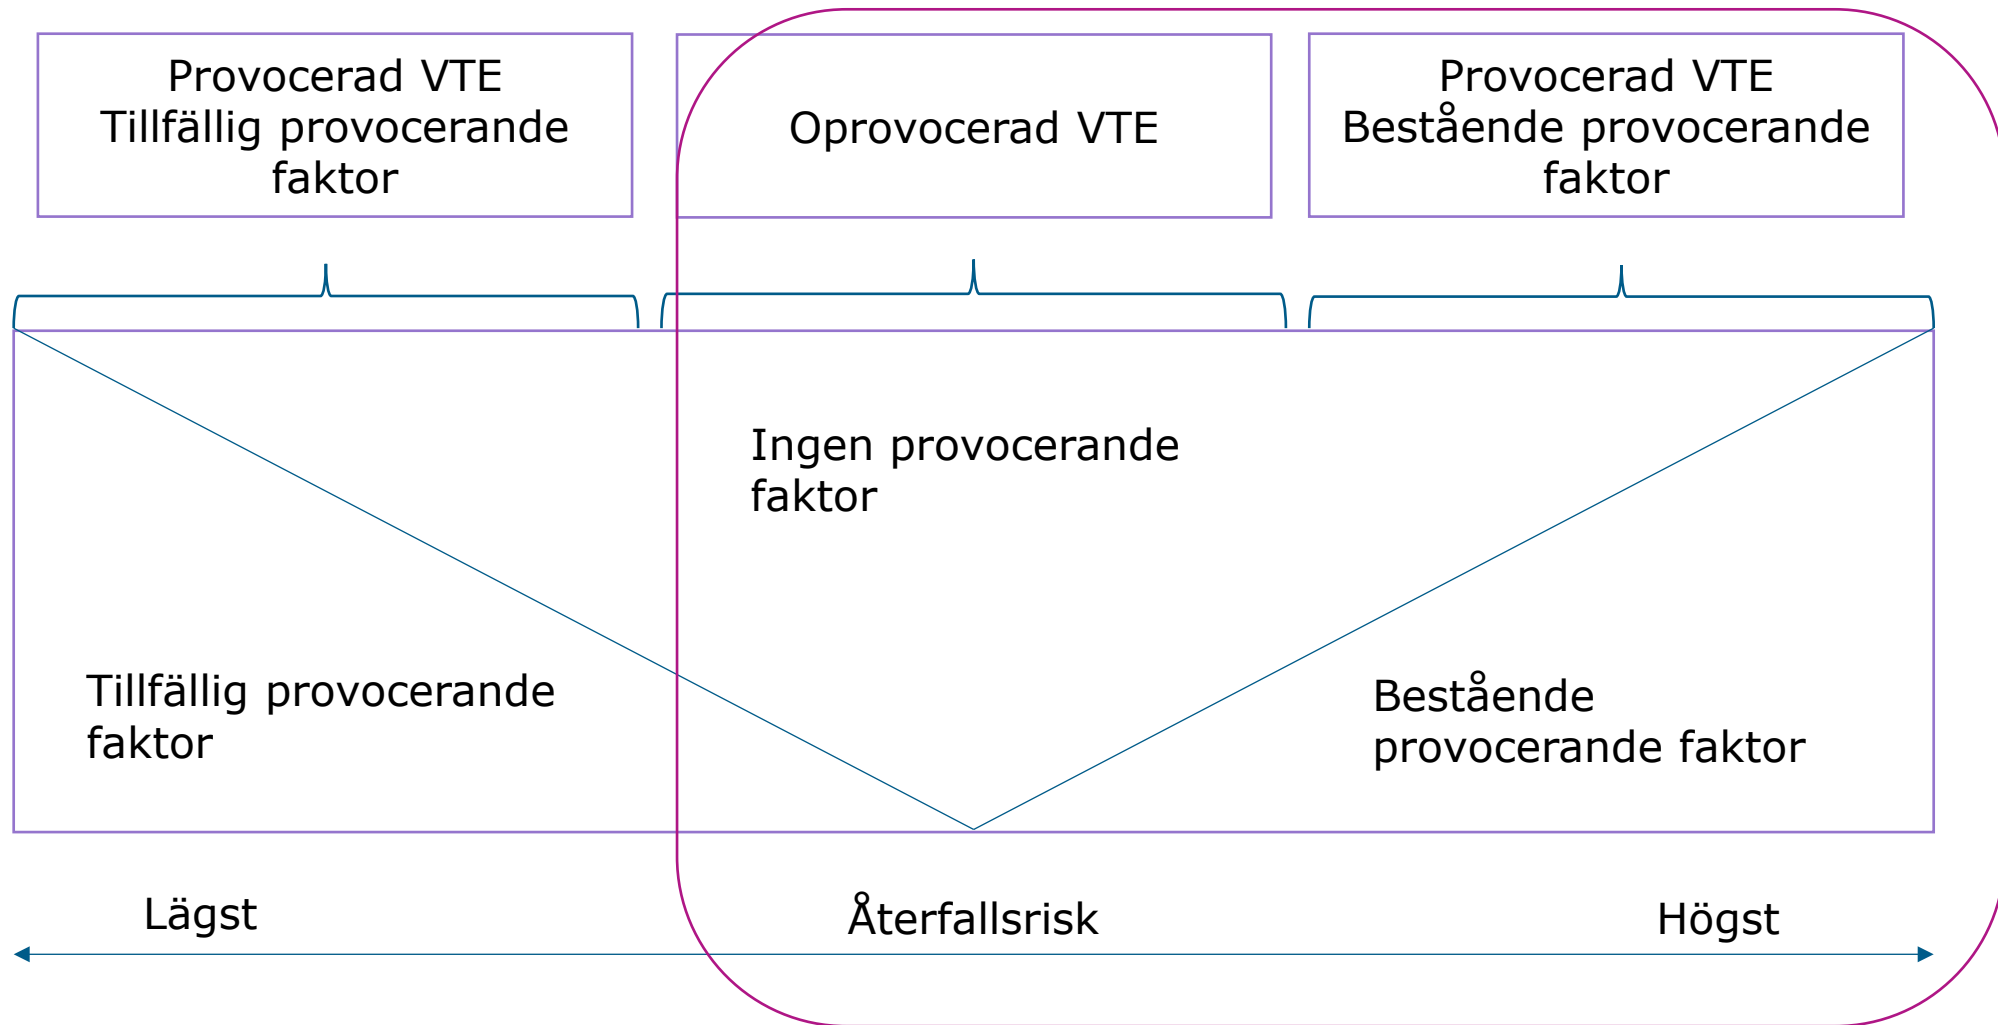 Provocerad VTE
Tillfällig provocerande
faktor
Oprovocerad VTE
Provocerad VTE
Bestående provocerande
faktor
Ingen provocerande
faktor
Tillfällig provocerande
faktor
Bestående
provocerande faktor
Lägst
Återfallsrisk
Högst